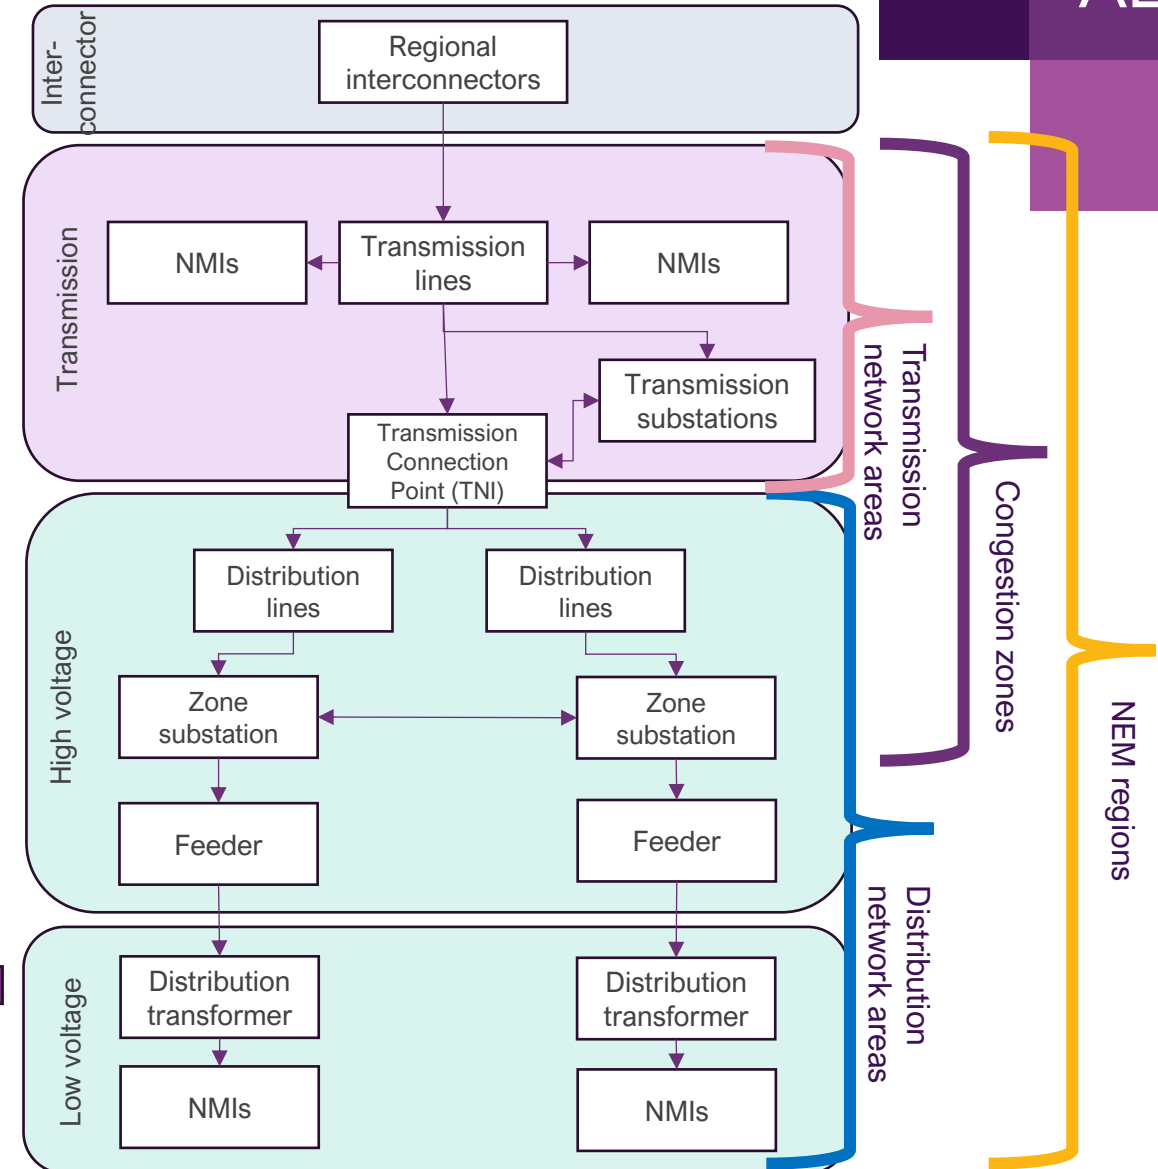 Inter-
connector
Regional
interconnectors
Transmission
NMIs
Transmission
lines
NMIs
Transmission
substations
Transmission
Connection
Point (TNI)
Transmission
network areas
High voltage
Distribution
lines
Distribution
lines
Zone
substation
Zone
substation
Feeder
Feeder
Congestion zones
NEM regions
Low voltage
Distribution
transformer
Distribution
transformer
NMIs
NMIs
Distribution
network areas